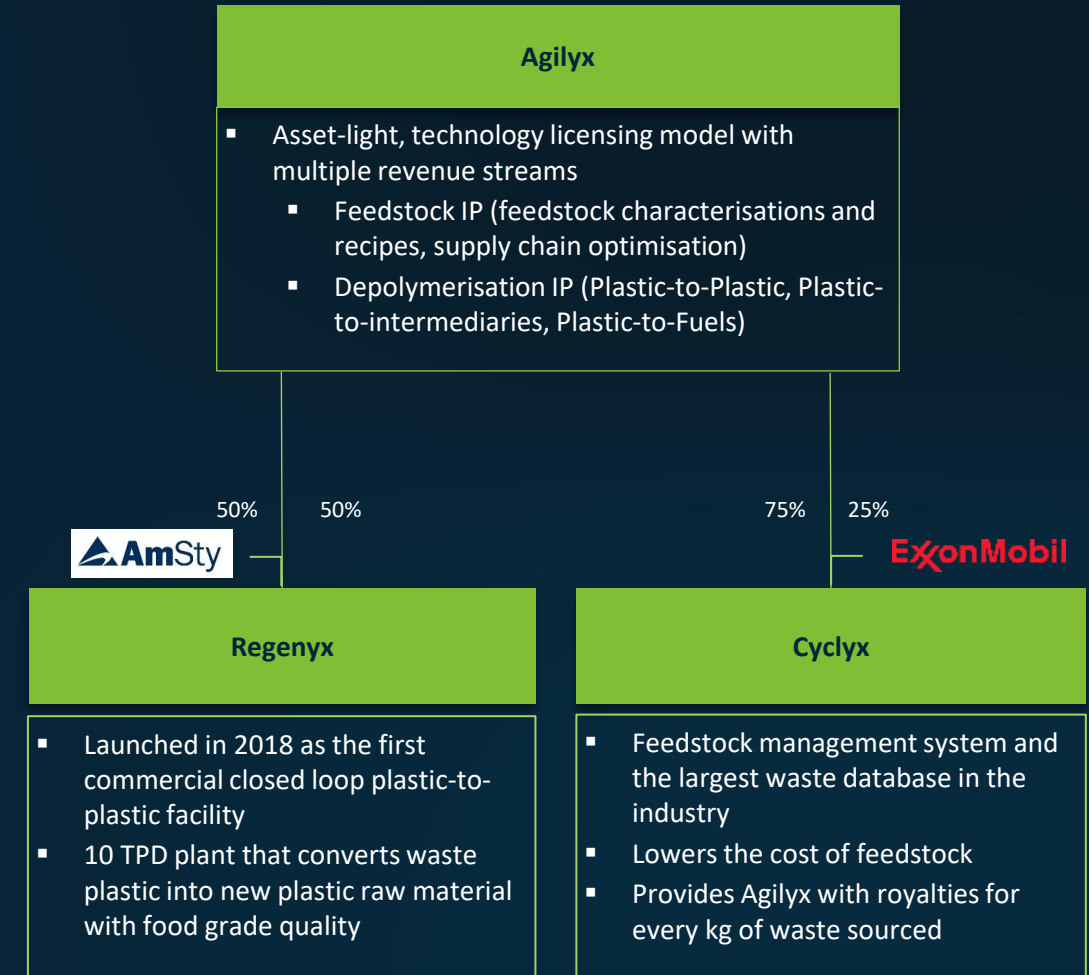 Agilyx
▪ Asset-light, technology licensing model with
multiple revenue streams
▪ Feedstock IP (feedstock characterisations and
recipes, supply chain optimisation)
▪ Depolymerisation IP (Plastic-to-Plastic, Plastic-
to-intermediaries, Plastic-to-Fuels)
50% 50%
AmSty
75% 25%
ExxonMobil
Regenyx
▪ Launched in 2018 as the first
commercial closed loop plastic-to-
plastic facility
▪ 10 TPD plant that converts waste
plastic into new plastic raw material
with food grade quality
Cyclyx
▪ Feedstock management system and
the largest waste database in the
industry
▪ Lowers the cost of feedstock
▪ Provides Agilyx with royalties for
every kg of waste sourced